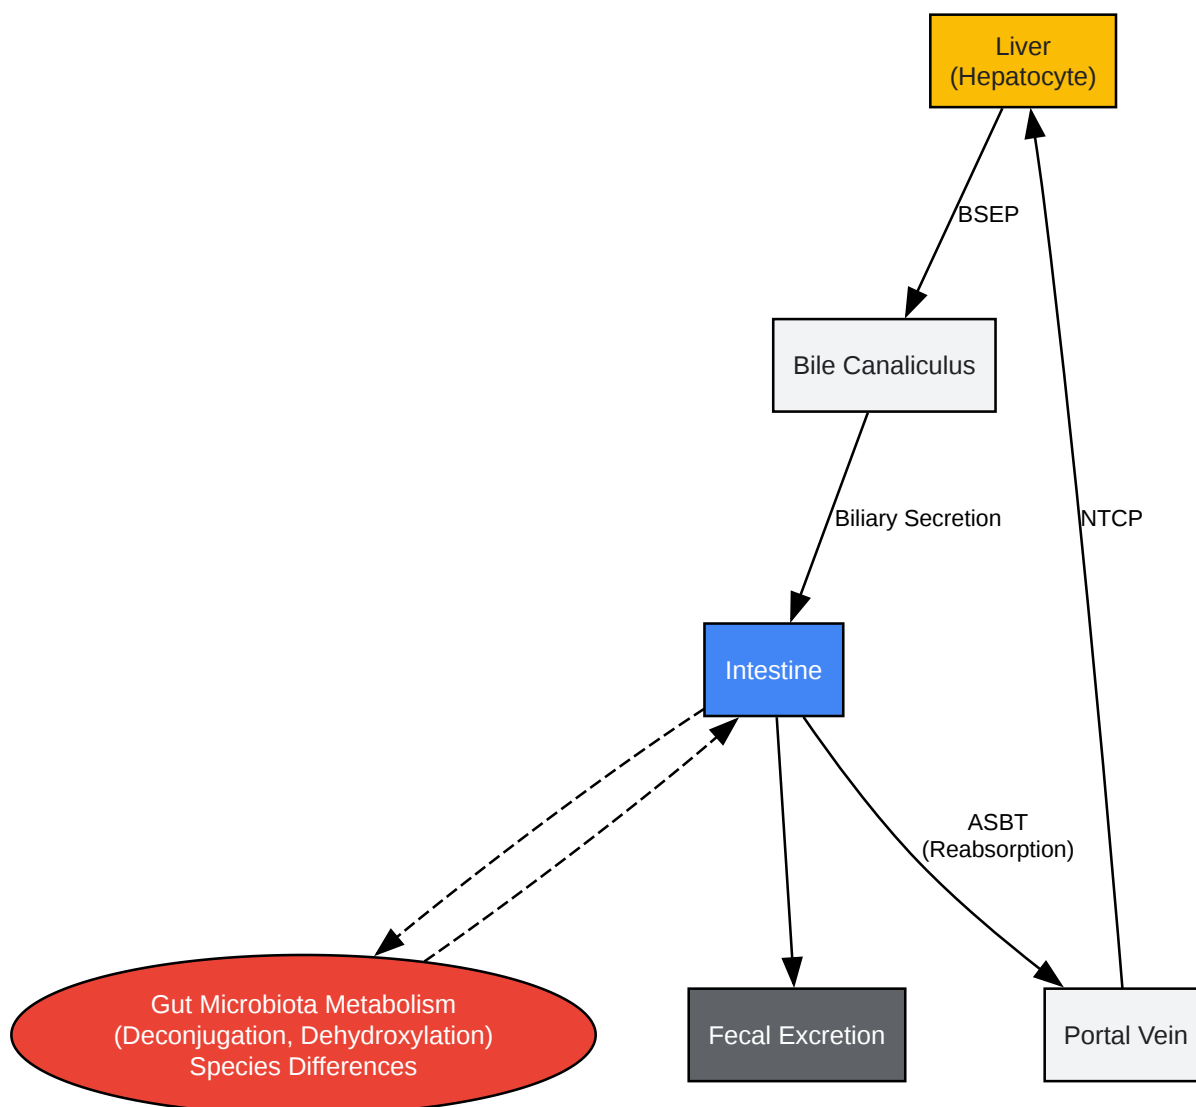 Liver
(Hepatocyte)
BSEP
Bile Canaliculus
Biliary Secretion
NTCP
Intestine
ASBT
(Reabsorption)
Gut Microbiota Metabolism
(Deconjugation, Dehydroxylation)
Species Differences
Fecal Excretion
Portal Vein